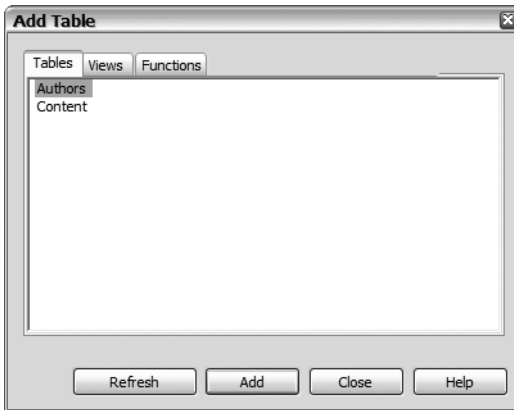 Add Table
Tables Views Functions
Authors
Content
Refresh Add Close Help